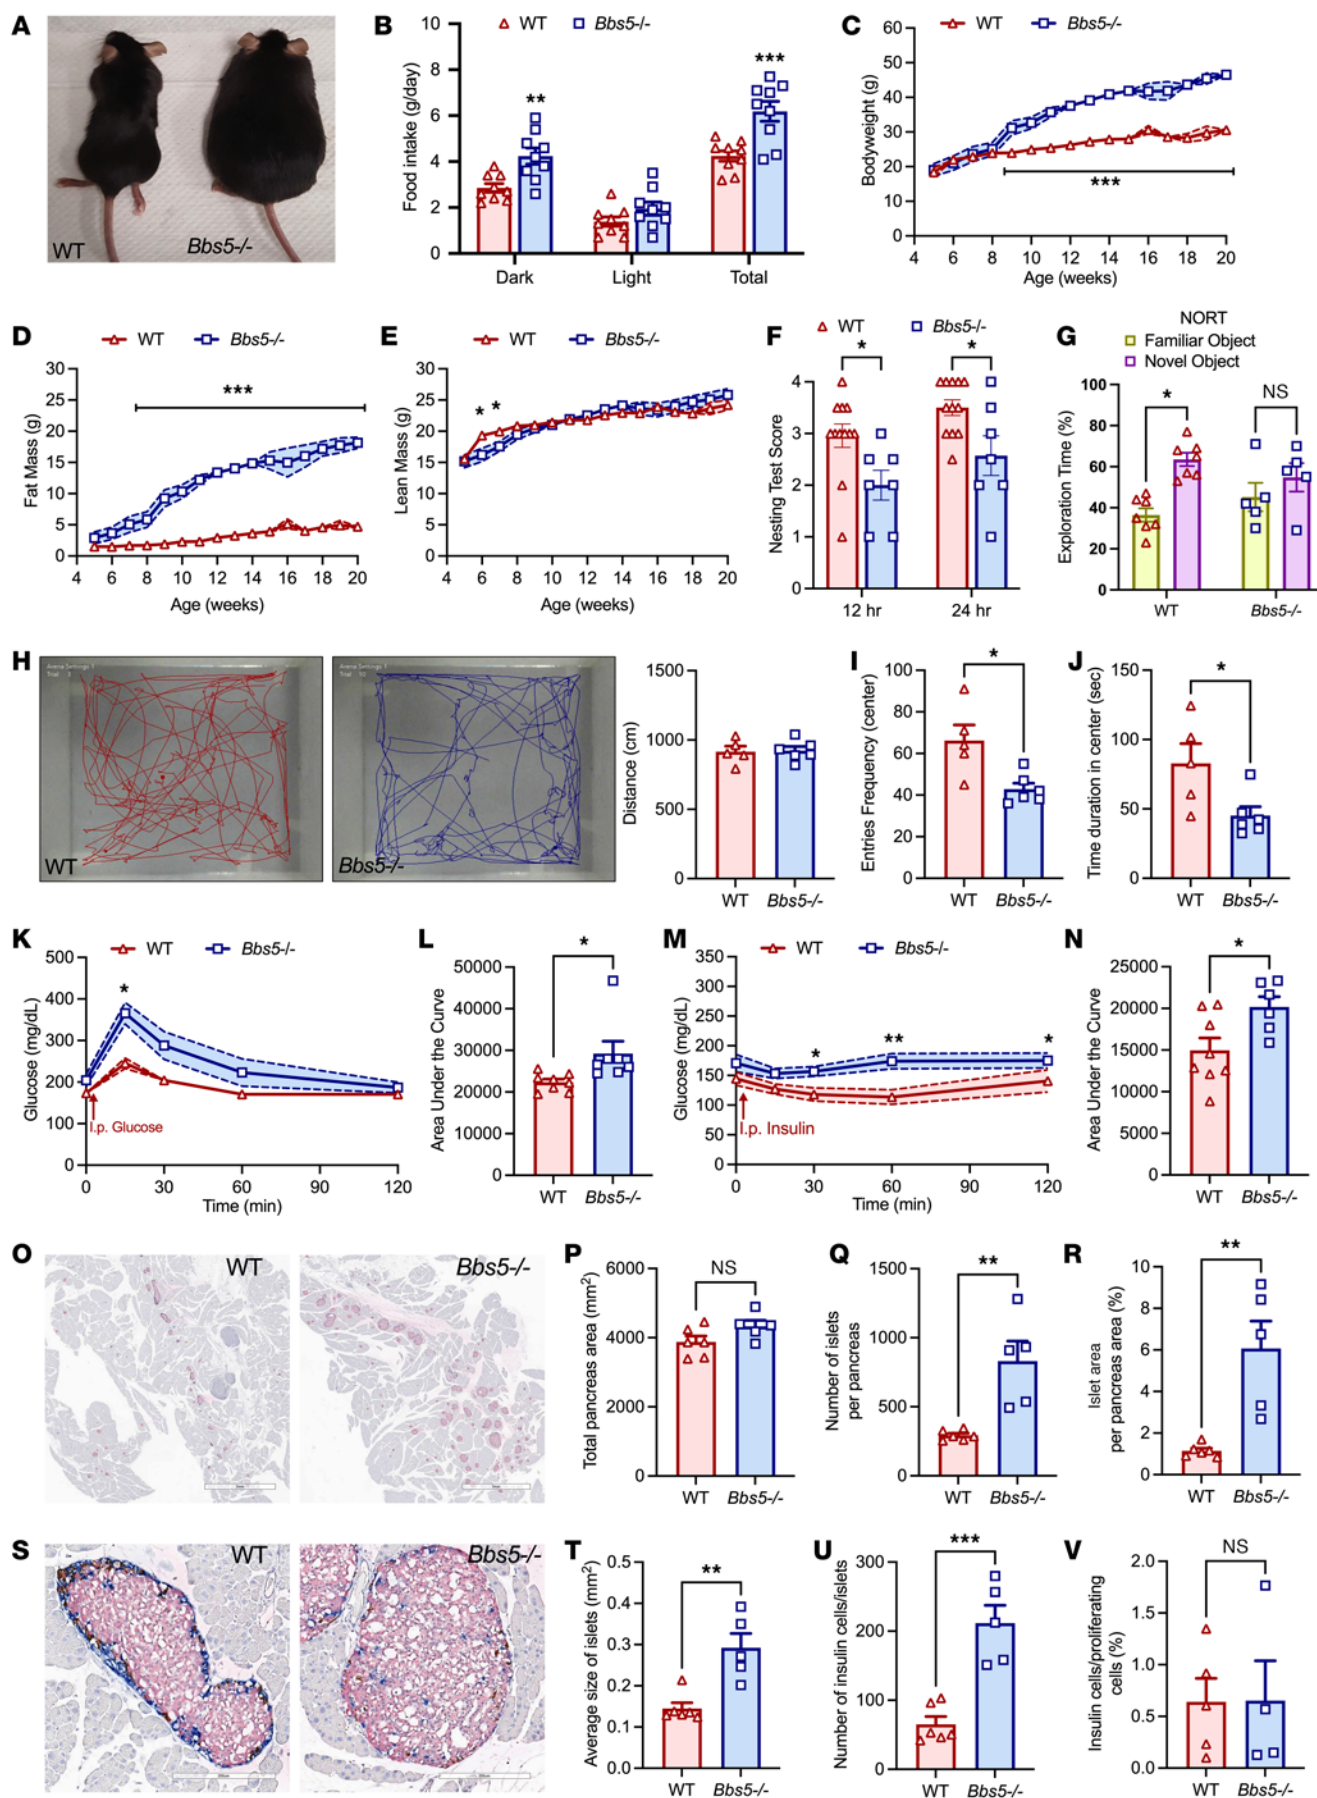 A
WT
Bbs5-/-
B
WT Bbs5-/-
Food intake (g/day)
10
8
6
4
2
0
**
***
Dark Light Total
C
WT Bbs5-/-
Bodyweight (g)
60
50
40
30
20
10
0
***
4 6 8 10 12 14 16 18 20
Age (weeks)
D
WT Bbs5-/-
Fat Mass (g)
30
25
20
15
10
5
0
***
4 6 8 10 12 14 16 18 20
Age (weeks)
E
WT Bbs5-/-
Lean Mass (g)
30
25
20
15
10
5
0
* *
4 6 8 10 12 14 16 18 20
Age (weeks)
F
WT Bbs5-/-
Nesting Test Score
4
3
2
1
0
* *
12 hr 24 hr
G
NORT
Familiar Object
Novel Object
Exploration Time (%)
100
80
60
40
20
0
* NS
WT Bbs5-/-
H
Arena Settings 1
Trial 3
WT
Arena Settings 1
Trial 10
Bbs5-/-
Distance (cm)
1500
1000
500
0
WT Bbs5-/-
I
Entries Frequency (center)
100
80
60
40
20
0
*
WT Bbs5-/-
J
Time duration in center (sec)
150
100
50
0
*
WT Bbs5-/-
K
WT Bbs5-/-
Glucose (mg/dL)
500
400
300
200
100
0
*
I.p. Glucose
0 30 60 90 120
Time (min)
L
Area Under the Curve
50000
40000
30000
20000
10000
0
*
WT Bbs5-/-
M
WT Bbs5-/-
Glucose (mg/dL)
350
300
250
200
150
100
50
0
* ** *
I.p. Insulin
0 30 60 90 120
Time (min)
N
Area Under the Curve
25000
20000
15000
10000
5000
0
*
WT Bbs5-/-
O
WT
Bbs5-/-
P
Total pancreas area (mm2)
6000
4000
2000
0
NS
WT Bbs5-/-
Q
Number of islets
per pancreas
1500
1000
500
0
**
WT Bbs5-/-
R
Islet area
per pancreas area (%)
10
8
6
4
2
0
**
WT Bbs5-/-
S
WT
Bbs5-/-
T
Average size of islets (mm2)
0.5
0.4
0.3
0.2
0.1
0.0
**
WT Bbs5-/-
U
Number of insulin cells/islets
300
200
100
0
***
WT Bbs5-/-
V
Insulin cells/proliferating
cells (%)
2.0
1.5
1.0
0.5
0.0
NS
WT Bbs5-/-